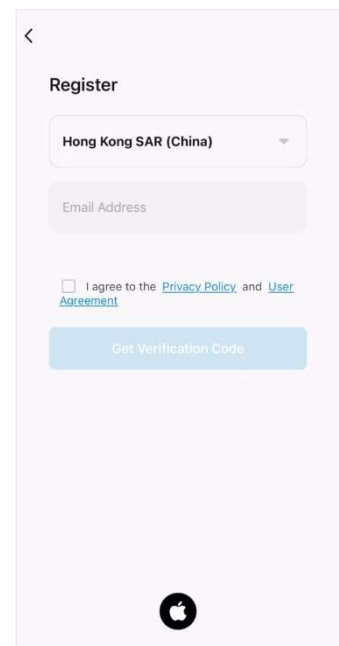 Register
Hong Kong SAR (China)
Email Address
I agree to the Privacy Policy and User
Agreement
Get Verification Code